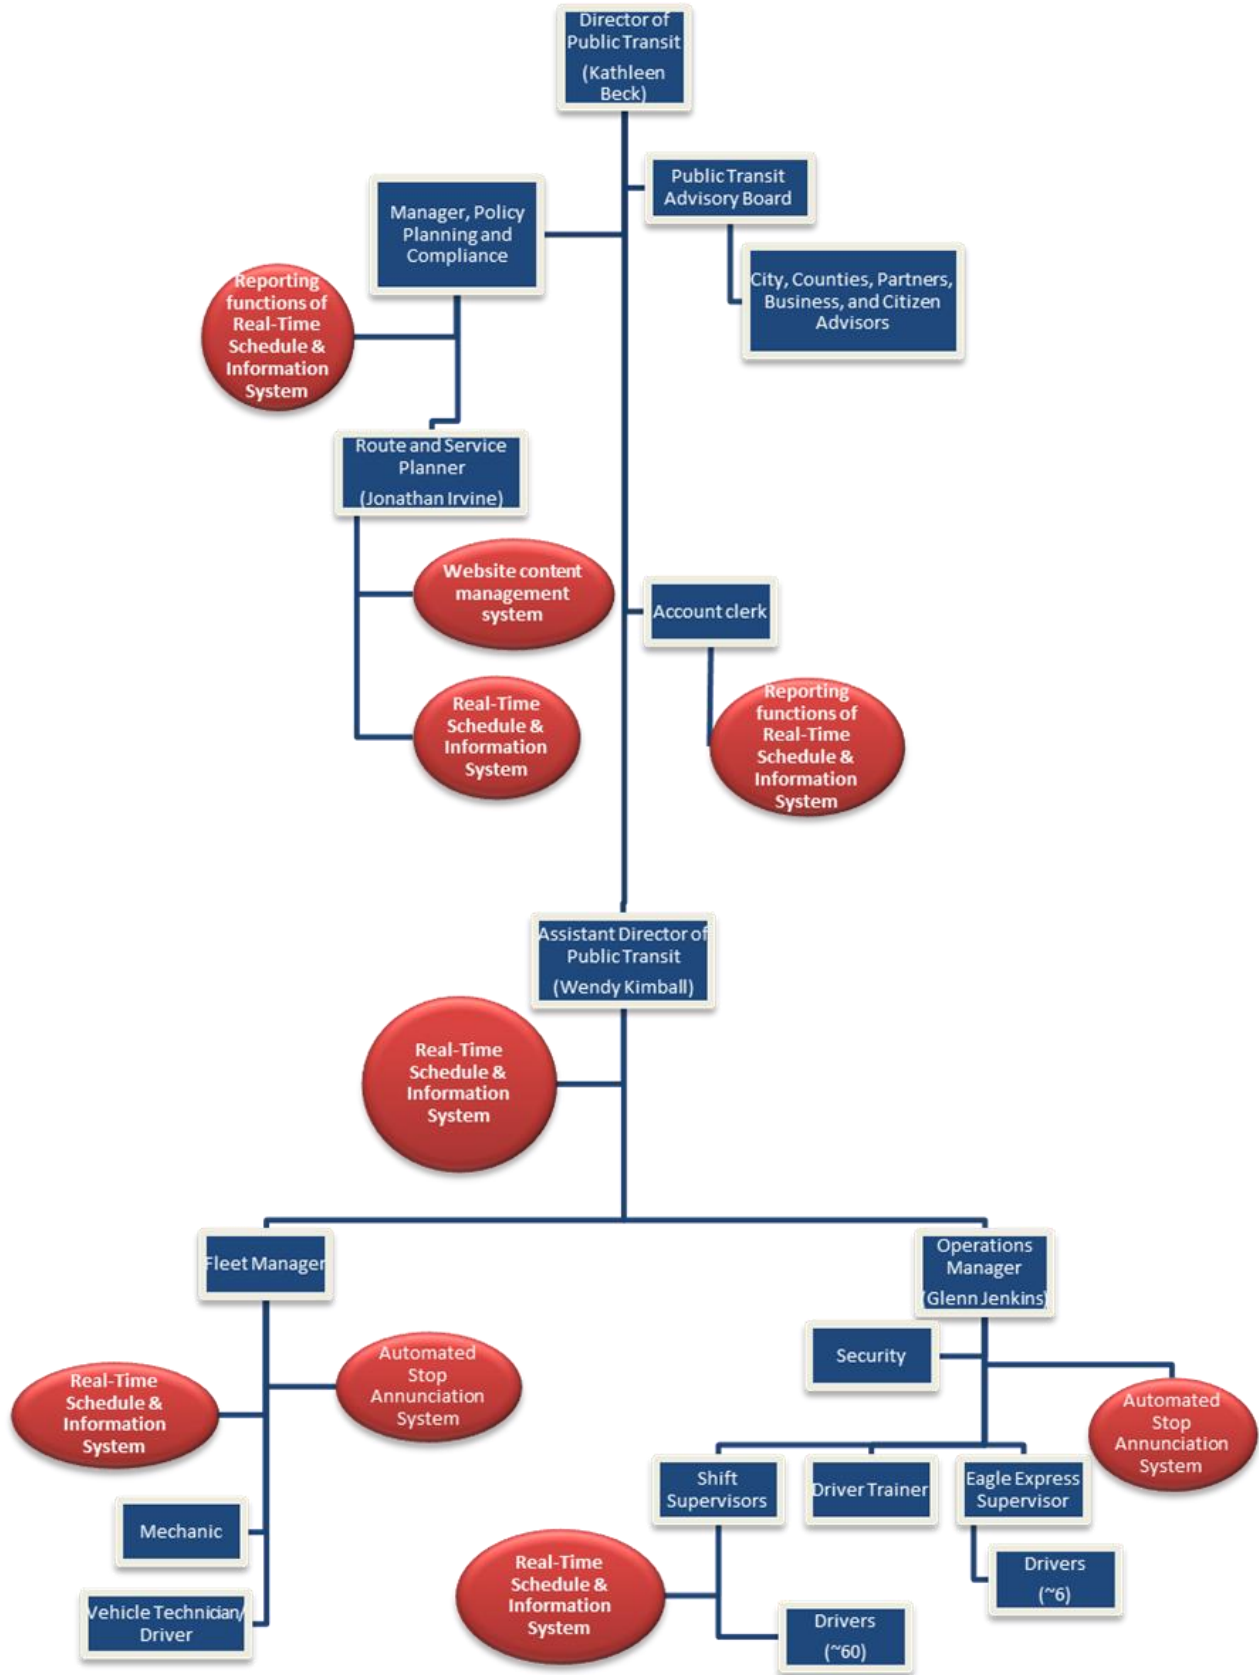 Director of
Public Transit
(Kathleen
Beck)
Public Transit
Advisory Board
Manager, Policy
Planning and
Compliance
City, Counties, Partners,
Business, and Citizen
Advisors
Reporting
functions of
Real-Time
Schedule &
Information
System
Route and Service
Planner
(Jonathan Irvine)
Website content
management
system
Account clerk
Real-Time
Schedule &
Information
System
Reporting
functions of
Real-Time
Schedule &
Information
System
Assistant Director of
Public Transit
(Wendy Kimball)
Real-Time
Schedule &
Information
System
Fleet Manager
Operations
Manager
(Glenn Jenkins)
Security
Automated
Stop
Annunciation
System
Real-Time
Schedule &
Information
System
Automated
Stop
Annunciation
System
Shift
Supervisors
Driver Trainer
Eagle Express
Supervisor
Mechanic
Real-Time
Schedule &
Information
System
Drivers
(~6)
Vehicle Technician/
Driver
Drivers
(~60)